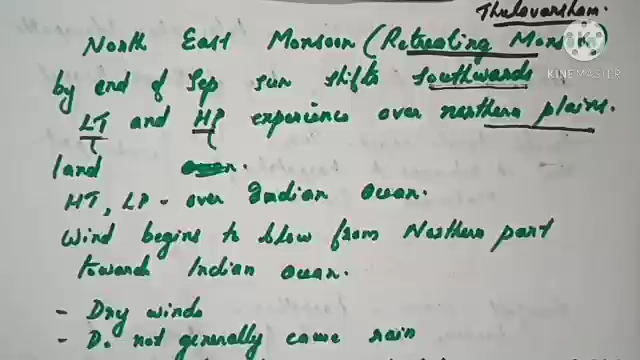 Thulavarsham.
North East Monsoon (Retreating Mons
KINEMASTER
by end of Sep sun shifts southwards
LT and HP experience over northern plains.
land
HT, LP - over Indian Ocean.
Wind begins to blow from Northern part
towards Indian Ocean.
- Dry winds
- Do not generally cause rain